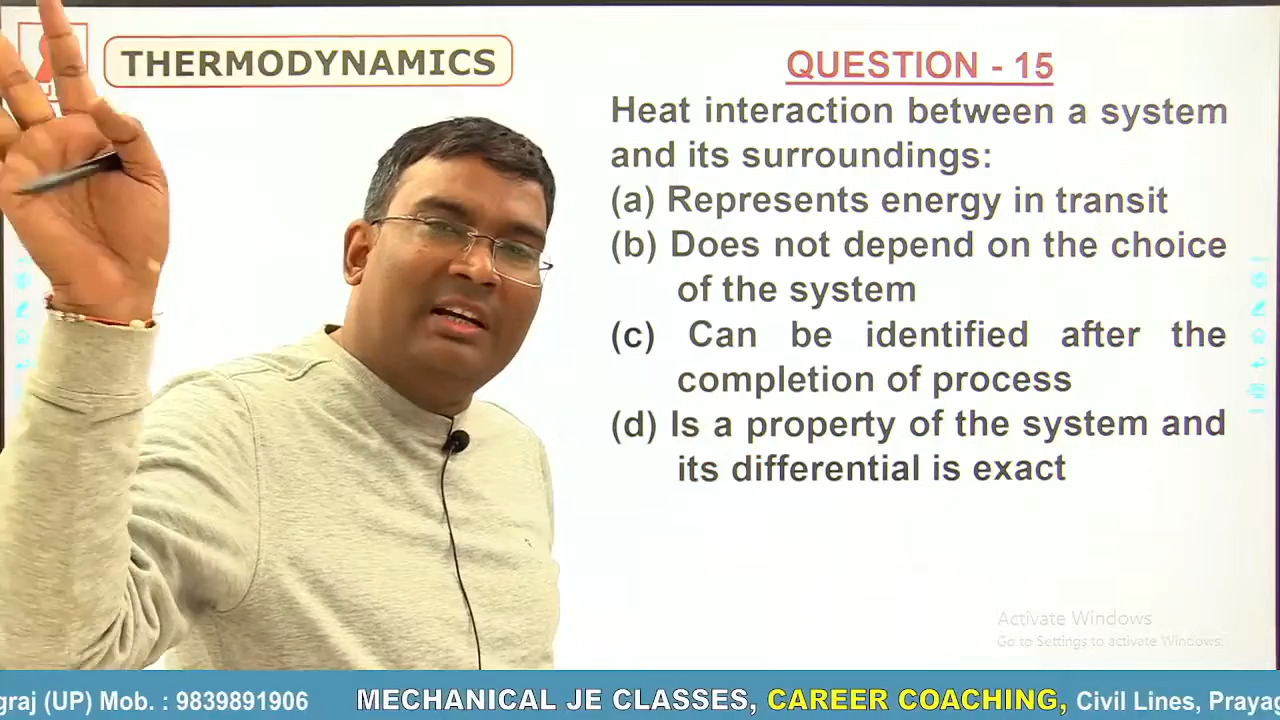 THERMODYNAMICS
QUESTION - 15
Heat interaction between a system
and its surroundings:
(a) Represents energy in transit
(b) Does not depend on the choice
of the system
(c) Can be identified after the
completion of process
(d) Is a property of the system and
its differential is exact
Activate Windows
Go to Settings to activate Windows.
graj (UP) Mob. : 9839891906 MECHANICAL JE CLASSES, CAREER COACHING, Civil Lines, Prayag